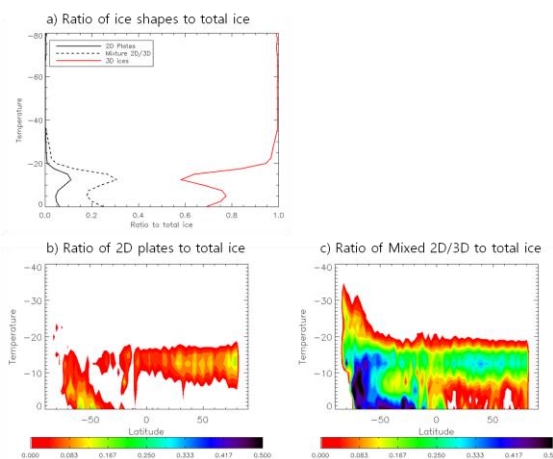 a) Ratio of ice shapes to total ice
2D Plates
Mixture 2D/3D
3D ices
Temperature
-80
-60
-40
-20
0
0.0 0.2 0.4 0.6 0.8 1.0
Ratio to total ice
b) Ratio of 2D plates to total ice
Temperature
-40
-30
-20
-10
0
-50 0 50
Latitude
0.000 0.083 0.167 0.250 0.333 0.417 0.500
c) Ratio of Mixed 2D/3D to total ice
Temperature
-40
-30
-20
-10
0
-50 0 50
Latitude
0.000 0.083 0.167 0.250 0.333 0.417